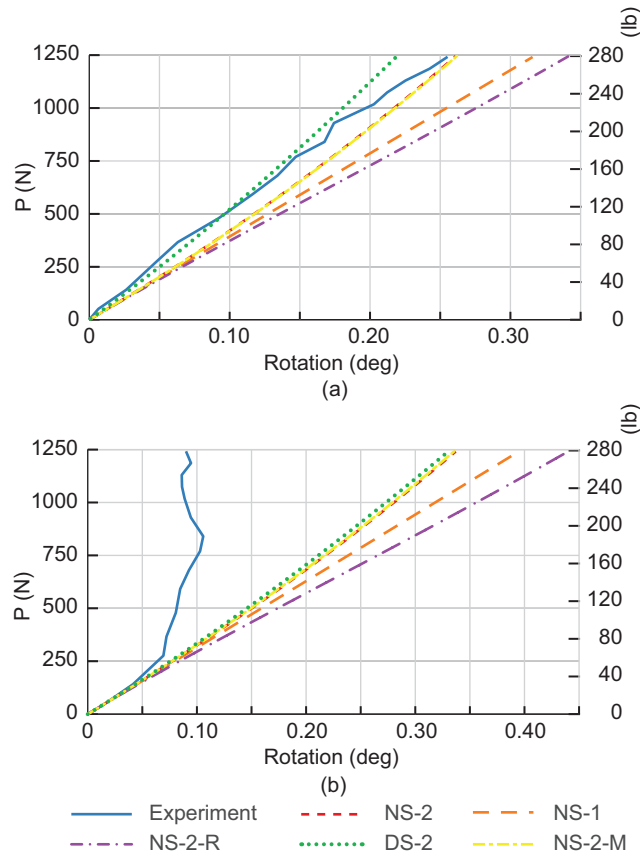 (lb)
1250 280
1000 240
200
750 160
500 120
80
250 40
0 0
0 0.10 0.20 0.30
P (N)
Rotation (deg)
(a)
(lb)
1250 280
1000 240
200
750 160
500 120
80
250 40
0 0
0 0.10 0.20 0.30 0.40
P (N)
Rotation (deg)
(b)
Experiment NS-2 NS-1
NS-2-R DS-2 NS-2-M